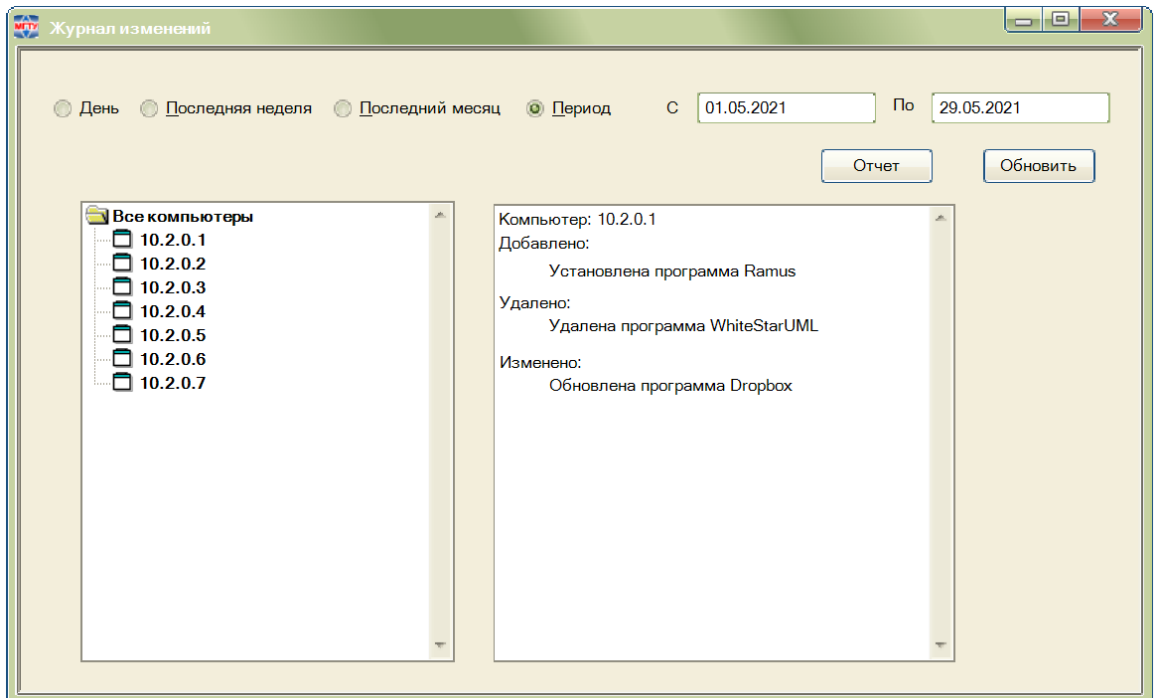 МГТУ Журнал изменений
День Последняя неделя Последний месяц Период С 01.05.2021 По 29.05.2021
Отчет Обновить
Все компьютеры
10.2.0.1
10.2.0.2
10.2.0.3
10.2.0.4
10.2.0.5
10.2.0.6
10.2.0.7
Компьютер: 10.2.0.1
Добавлено:
Установлена программа Ramus
Удалено:
Удалена программа WhiteStarUML
Изменено:
Обновлена программа Dropbox